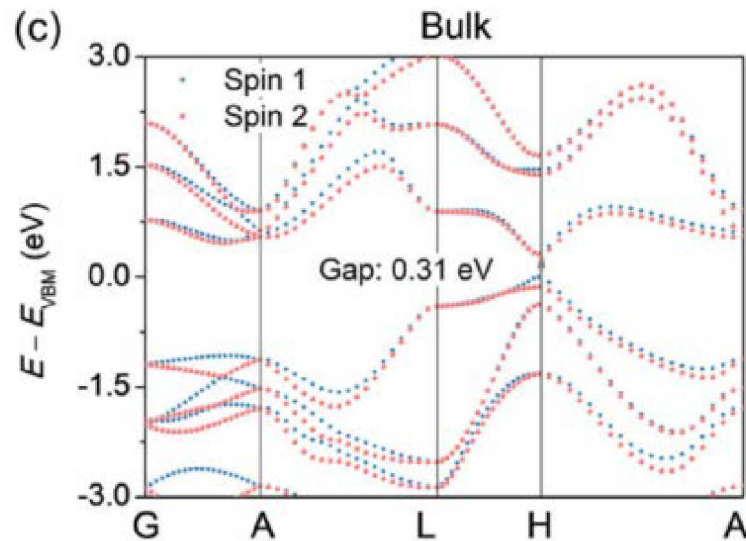 (c)
Bulk
Spin 1
Spin 2
Gap: 0.31 eV
E − E_VBM (eV)
3.0
1.5
0.0
-1.5
-3.0
G A L H A